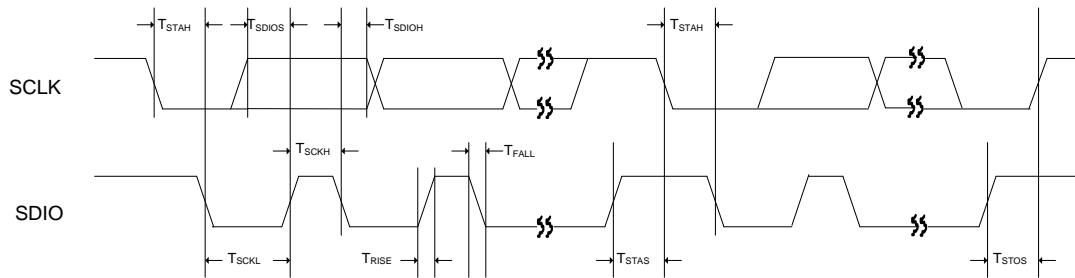 TSTAH TSDIOS TSDIOH TSTAH
SCLK
TSCKH TFALL
SDIO
TSCKL TRISE TSTAS TSTOS